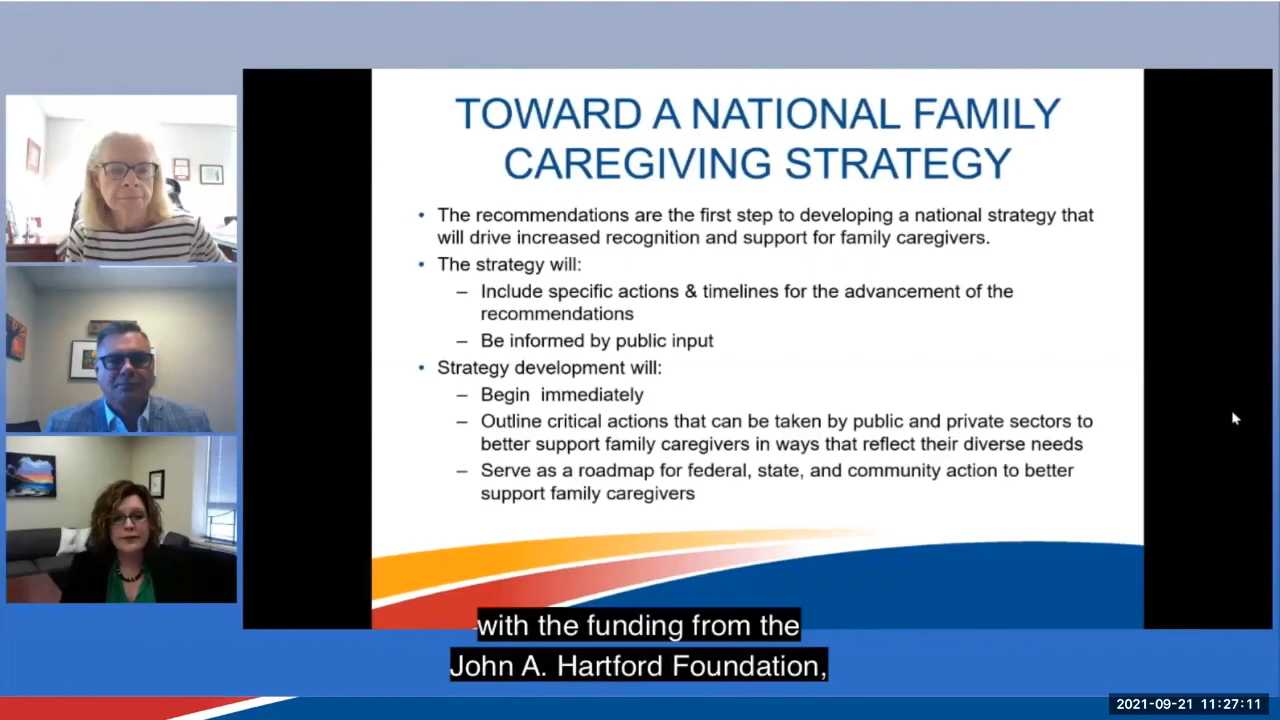 TOWARD A NATIONAL FAMILY
CAREGIVING STRATEGY
• The recommendations are the first step to developing a national strategy that
will drive increased recognition and support for family caregivers.
• The strategy will:
– Include specific actions & timelines for the advancement of the
recommendations
– Be informed by public input
• Strategy development will:
– Begin immediately
– Outline critical actions that can be taken by public and private sectors to
better support family caregivers in ways that reflect their diverse needs
– Serve as a roadmap for federal, state, and community action to better
support family caregivers
with the funding from the
John A. Hartford Foundation,
2021-09-21 11:27:11